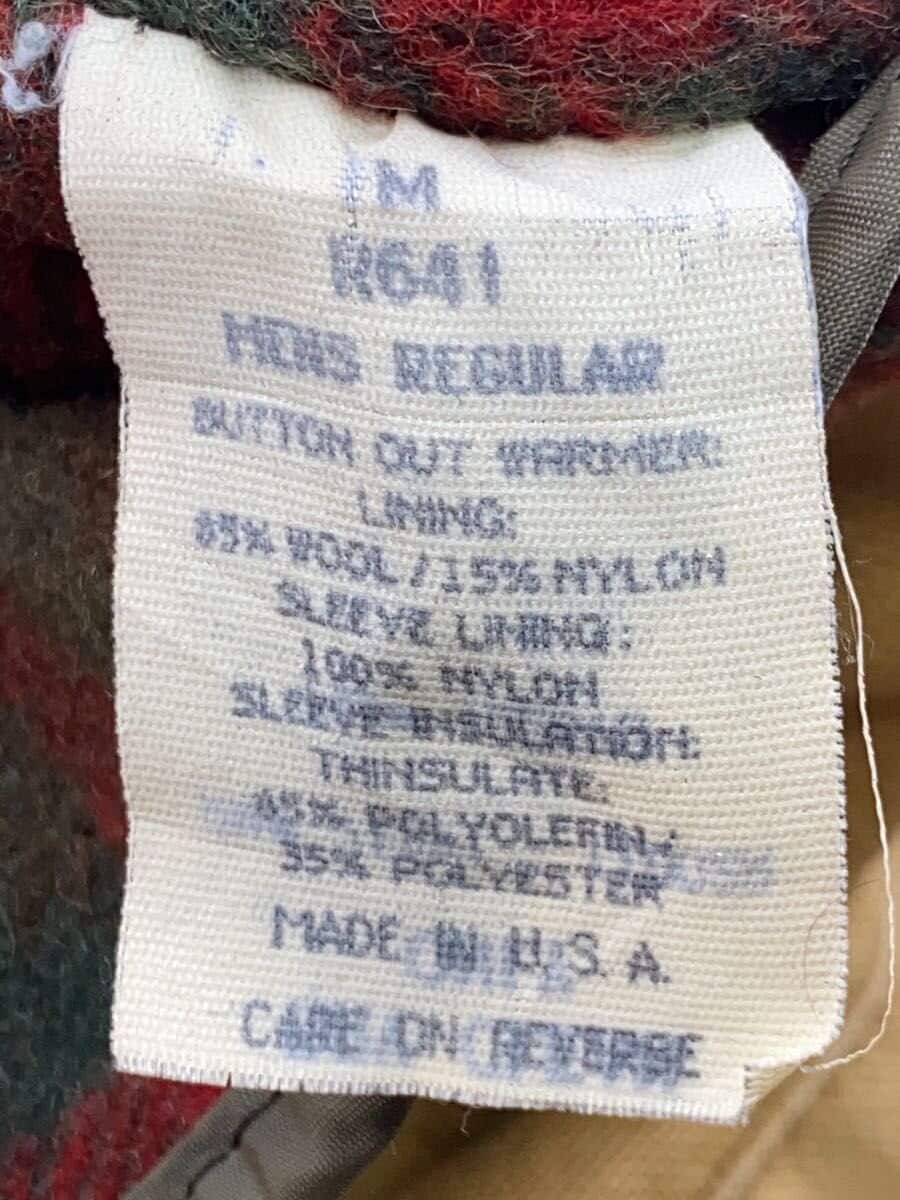 M
R641
MENS REGULAR
BUTTON OUT WARMER:
LINING:
85% WOOL/15% NYLON
SLEEVE LINING:
100% NYLON
SLEEVE INSULATION:
THINSULATE:
65% POLYOLEFIN/
35% POLYESTER
MADE IN U.S.A.
CARE ON REVERSE